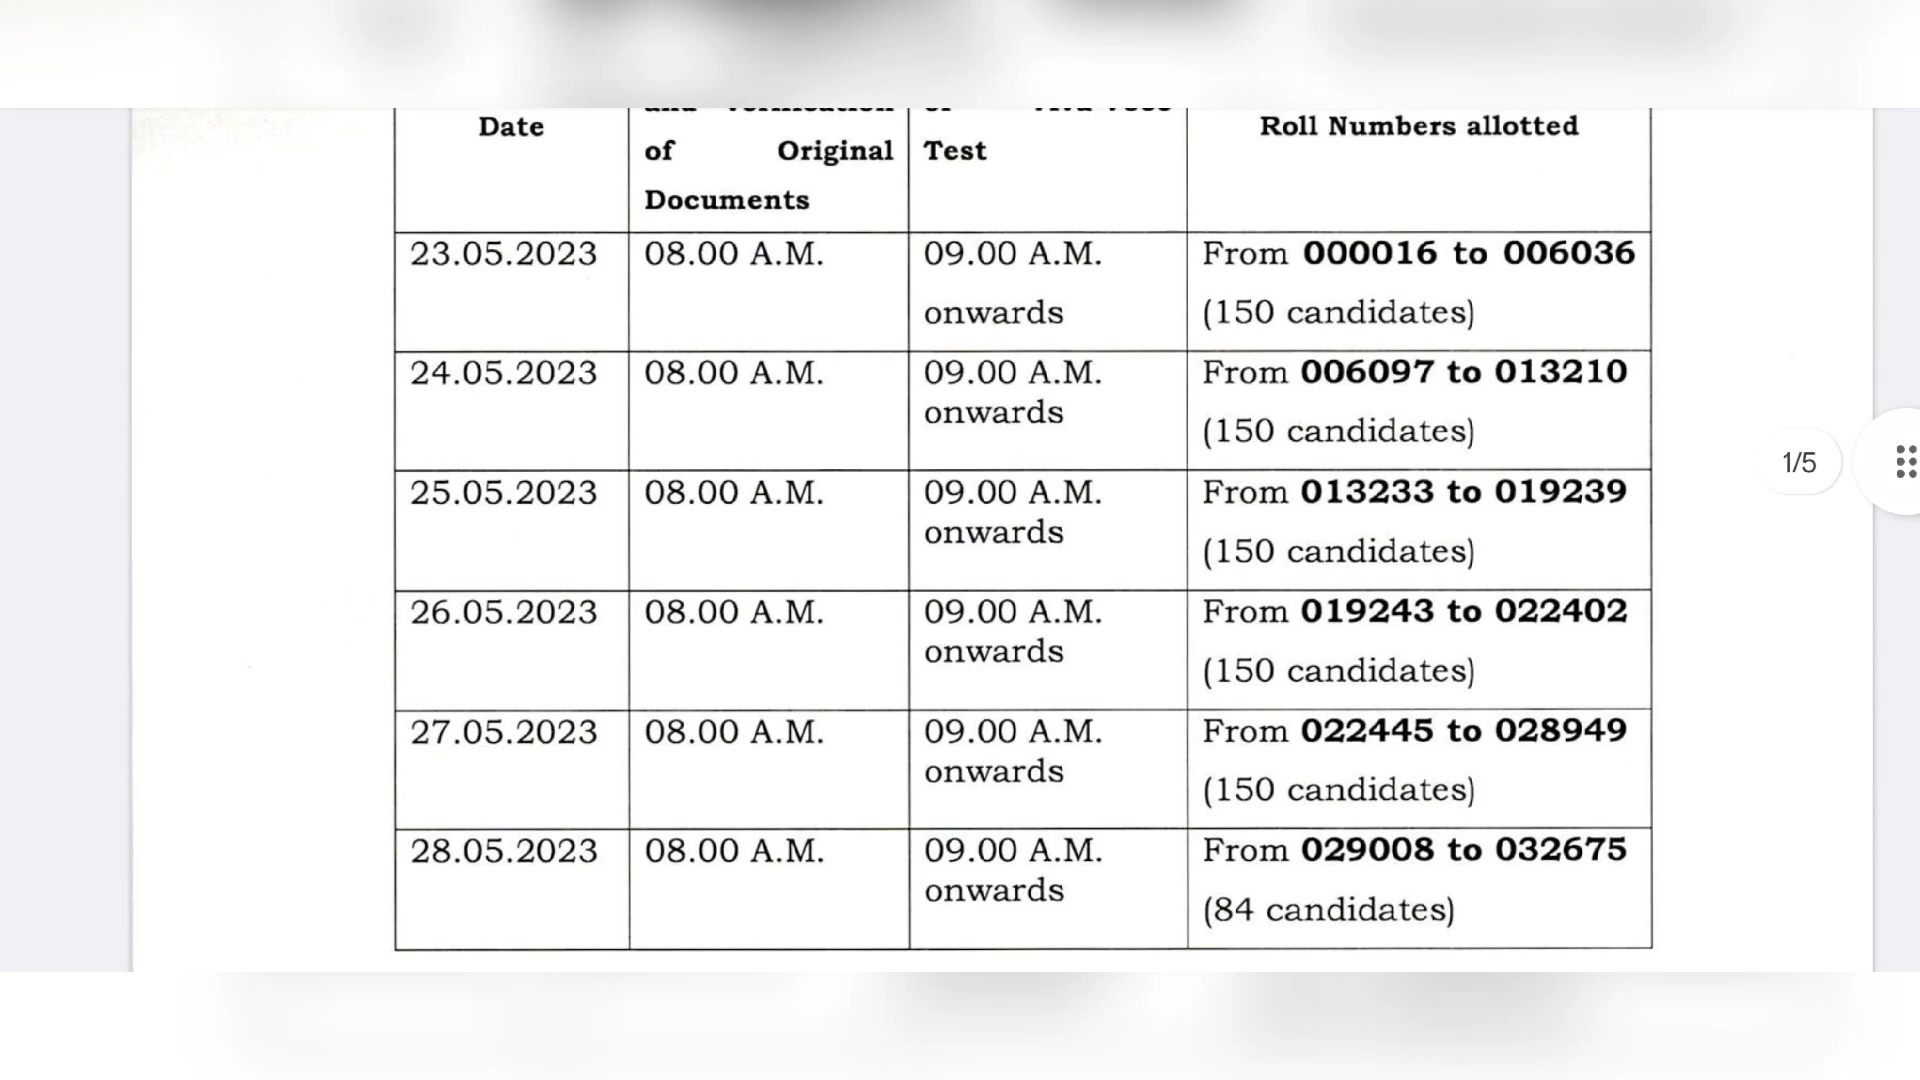 Date
of Original
Documents
Test
Roll Numbers allotted
23.05.2023 08.00 A.M. 09.00 A.M. From 000016 to 006036
onwards (150 candidates)
24.05.2023 08.00 A.M. 09.00 A.M. From 006097 to 013210
onwards
(150 candidates)
25.05.2023 08.00 A.M. 09.00 A.M. From 013233 to 019239
onwards
(150 candidates)
26.05.2023 08.00 A.M. 09.00 A.M. From 019243 to 022402
onwards
(150 candidates)
27.05.2023 08.00 A.M. 09.00 A.M. From 022445 to 028949
onwards
(150 candidates)
28.05.2023 08.00 A.M. 09.00 A.M. From 029008 to 032675
onwards
(84 candidates)
1/5